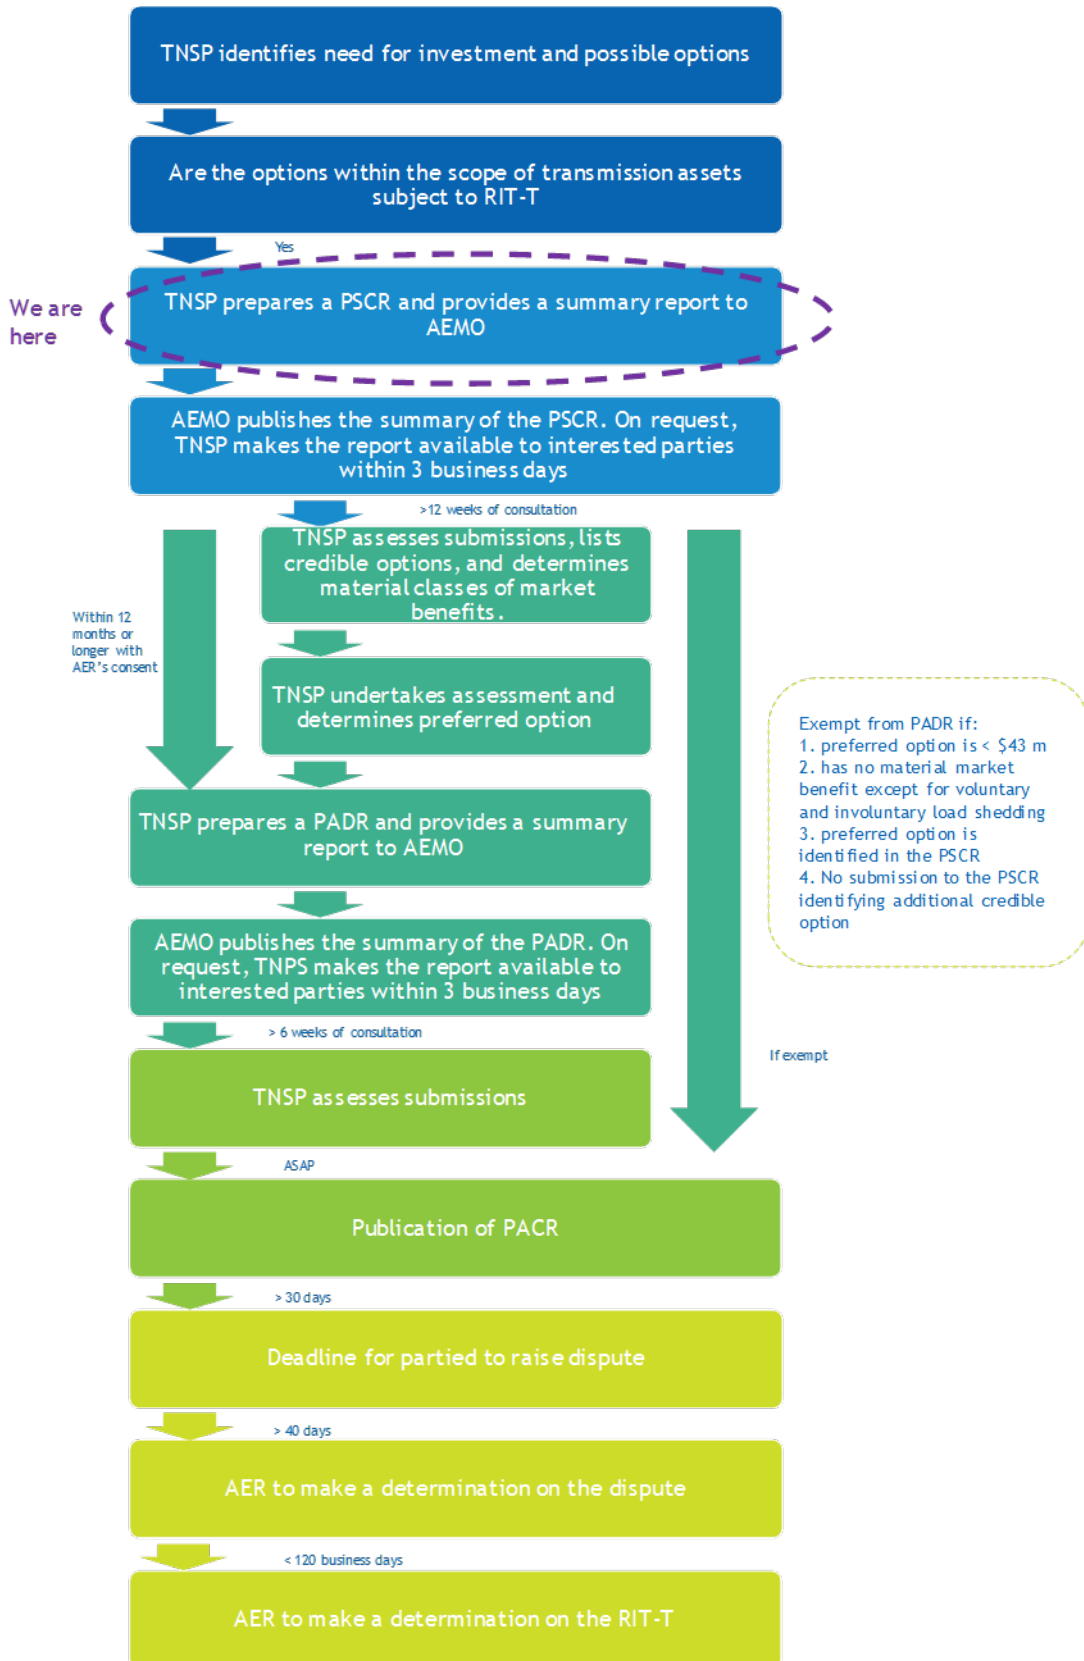 TNSP identifies need for investment and possible options
Are the options within the scope of transmission assets
subject to RIT-T
Yes
We are
here
TNSP prepares a PSCR and provides a summary report to
AEMO
AEMO publishes the summary of the PSCR. On request,
TNSP makes the report available to interested parties
within 3 business days
>12 weeks of consultation
TNSP assesses submissions, lists
credible options, and determines
material classes of market
benefits.
Within 12
months or
longer with
AER's consent
TNSP undertakes assessment and
determines preferred option
Exempt from PADR if:
1. preferred option is < $43 m
2. has no material market
benefit except for voluntary
and involuntary load shedding
3. preferred option is
identified in the PSCR
4. No submission to the PSCR
identifying additional credible
option
TNSP prepares a PADR and provides a summary
report to AEMO
AEMO publishes the summary of the PADR. On
request, TNPS makes the report available to
interested parties within 3 business days
> 6 weeks of consultation
If exempt
TNSP assesses submissions
ASAP
Publication of PACR
> 30 days
Deadline for partied to raise dispute
> 40 days
AER to make a determination on the dispute
< 120 business days
AER to make a determination on the RIT-T